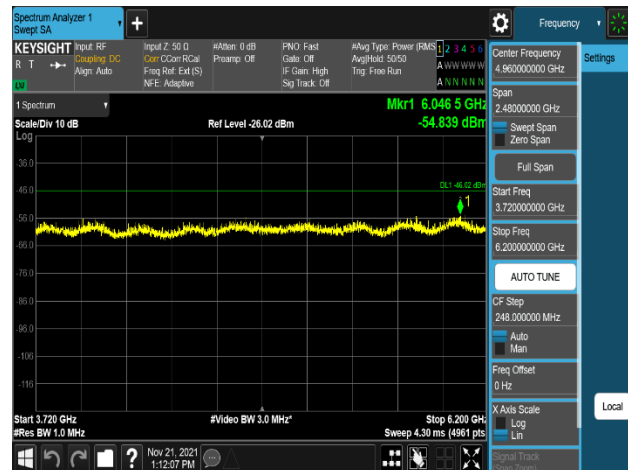 Spectrum Analyzer 1
Swept SA
+
Frequency
KEYSIGHT
R T
LXI
Input: RF
Coupling: DC
Align: Auto
Input Z: 50 Ω
Corr CCorr RCal
Freq Ref: Ext (S)
NFE: Adaptive
#Atten: 0 dB
Preamp: Off
PNO: Fast
Gate: Off
IF Gain: High
Sig Track: Off
#Avg Type: Power (RMS
Avg|Hold: 50/50
Trig: Free Run
1 2 3 4 5 6
A W W W W W
A N N N N N
1 Spectrum
Scale/Div 10 dB
Log
Ref Level -26.02 dBm
Mkr1 6.046 5 GHz
-54.839 dBm
-36.0
-46.0
-56.0
-66.0
-76.0
-86.0
-96.0
-106
-116
DL1 -46.02 dBm
1
Start 3.720 GHz
#Res BW 1.0 MHz
#Video BW 3.0 MHz*
Stop 6.200 GHz
Sweep 4.30 ms (4961 pts)
Center Frequency
4.960000000 GHz
Settings
Span
2.48000000 GHz
Swept Span
Zero Span
Full Span
Start Freq
3.720000000 GHz
Stop Freq
6.200000000 GHz
AUTO TUNE
CF Step
248.000000 MHz
Auto
Man
Freq Offset
0 Hz
X Axis Scale
Log
Lin
Local
Signal Track
(Span Zoom)
?
Nov 21, 2021
1:12:07 PM